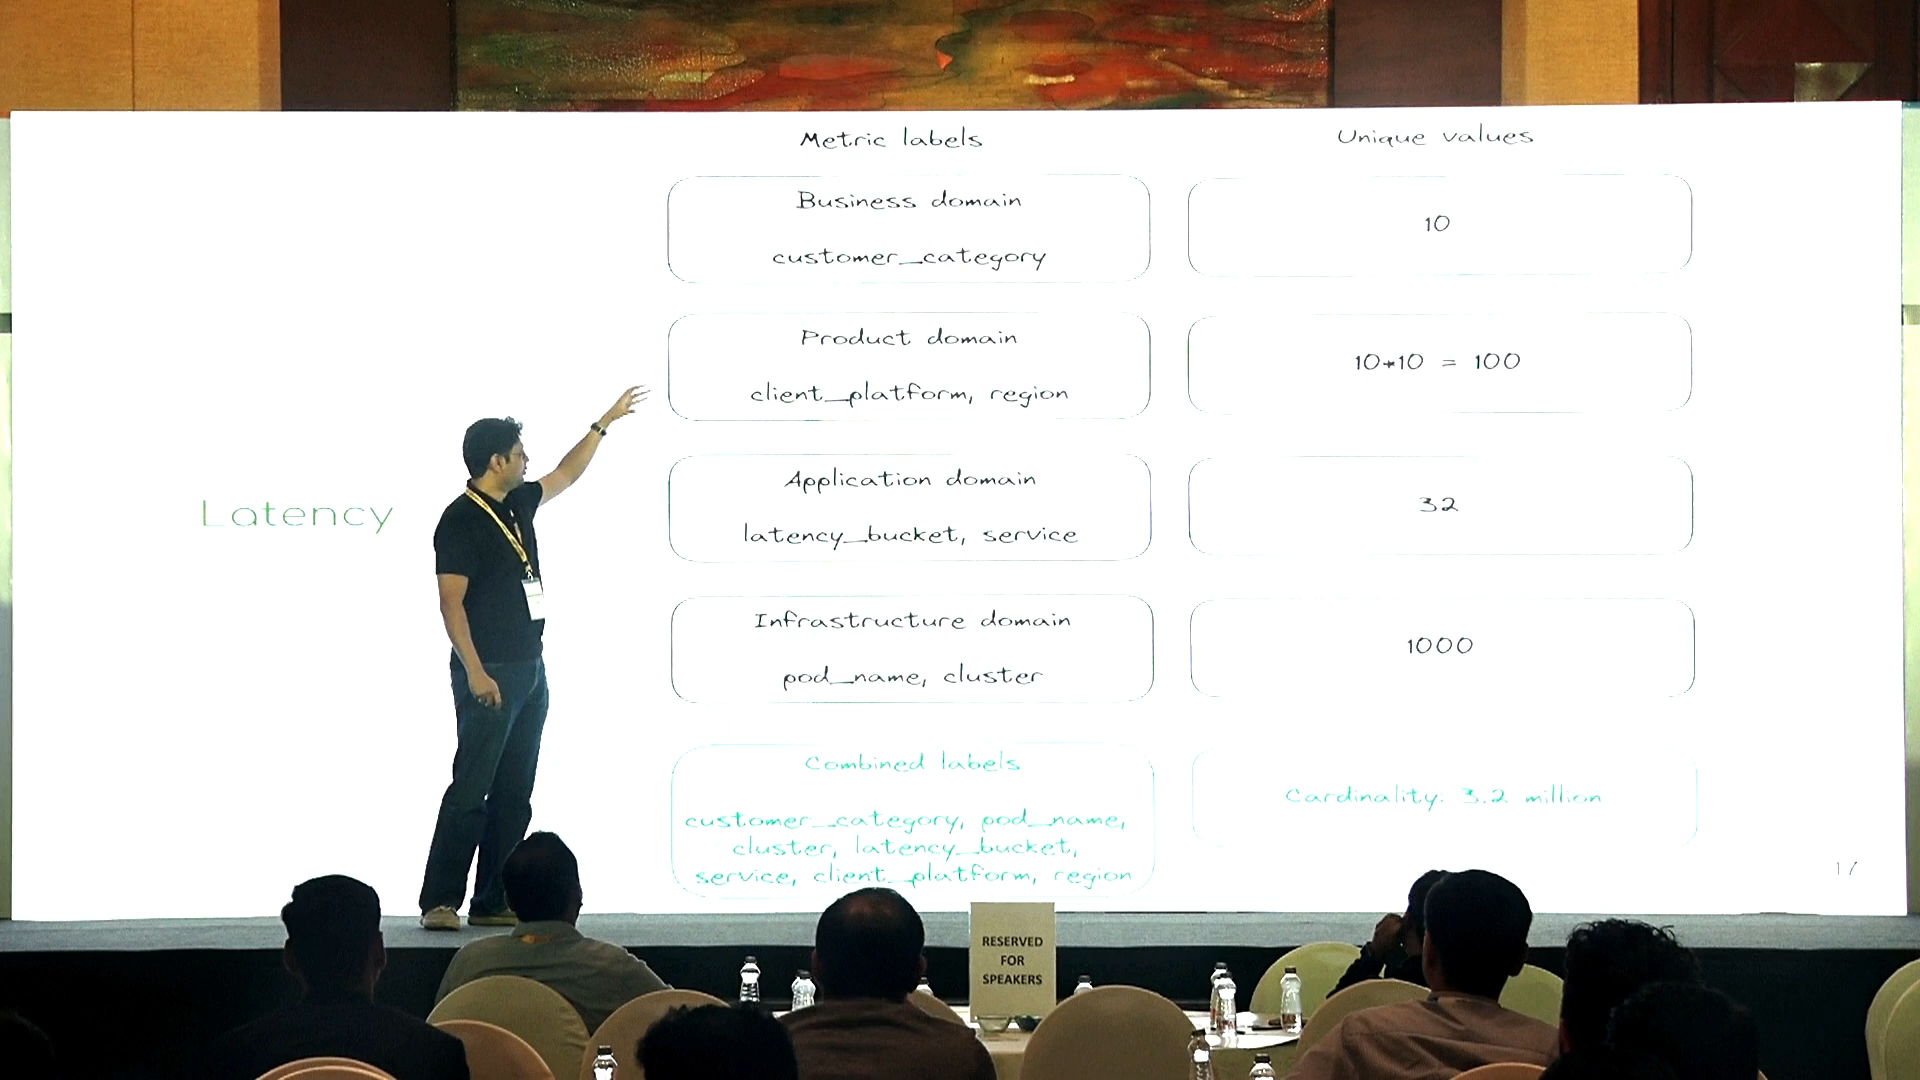 Latency
Metric labels
Unique values
Business domain
customer_category
10
Product domain
client_platform, region
10*10 = 100
Application domain
latency_bucket, service
32
Infrastructure domain
pod_name, cluster
1000
Combined labels
customer_category, pod_name,
cluster, latency_bucket,
service, client_platform, region
Cardinality: 3.2 million
17
RESERVED
FOR
SPEAKERS